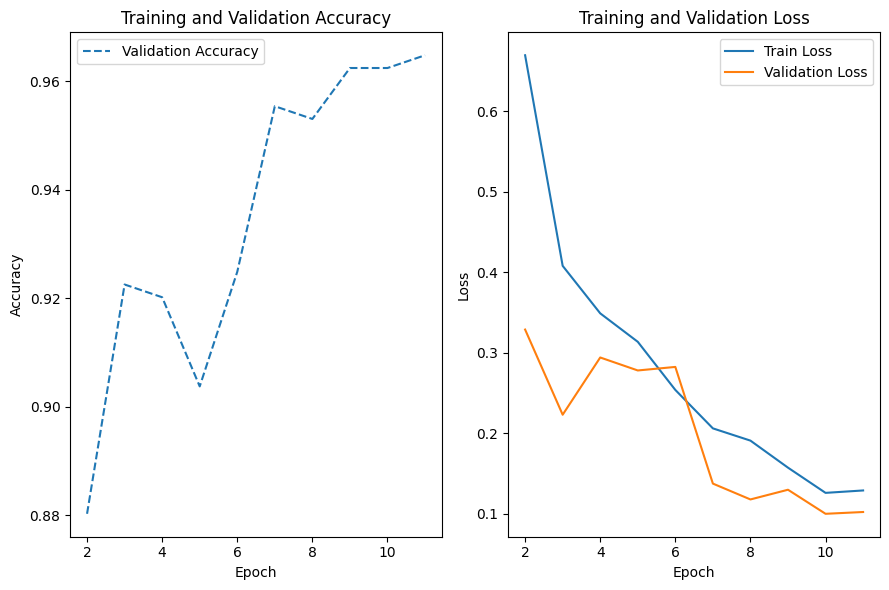 Training and Validation Accuracy
Validation Accuracy
Accuracy
0.96
0.94
0.92
0.90
0.88
2
4
6
8
10
Epoch
Training and Validation Loss
Train Loss
Validation Loss
Loss
0.6
0.5
0.4
0.3
0.2
0.1
2
4
6
8
10
Epoch